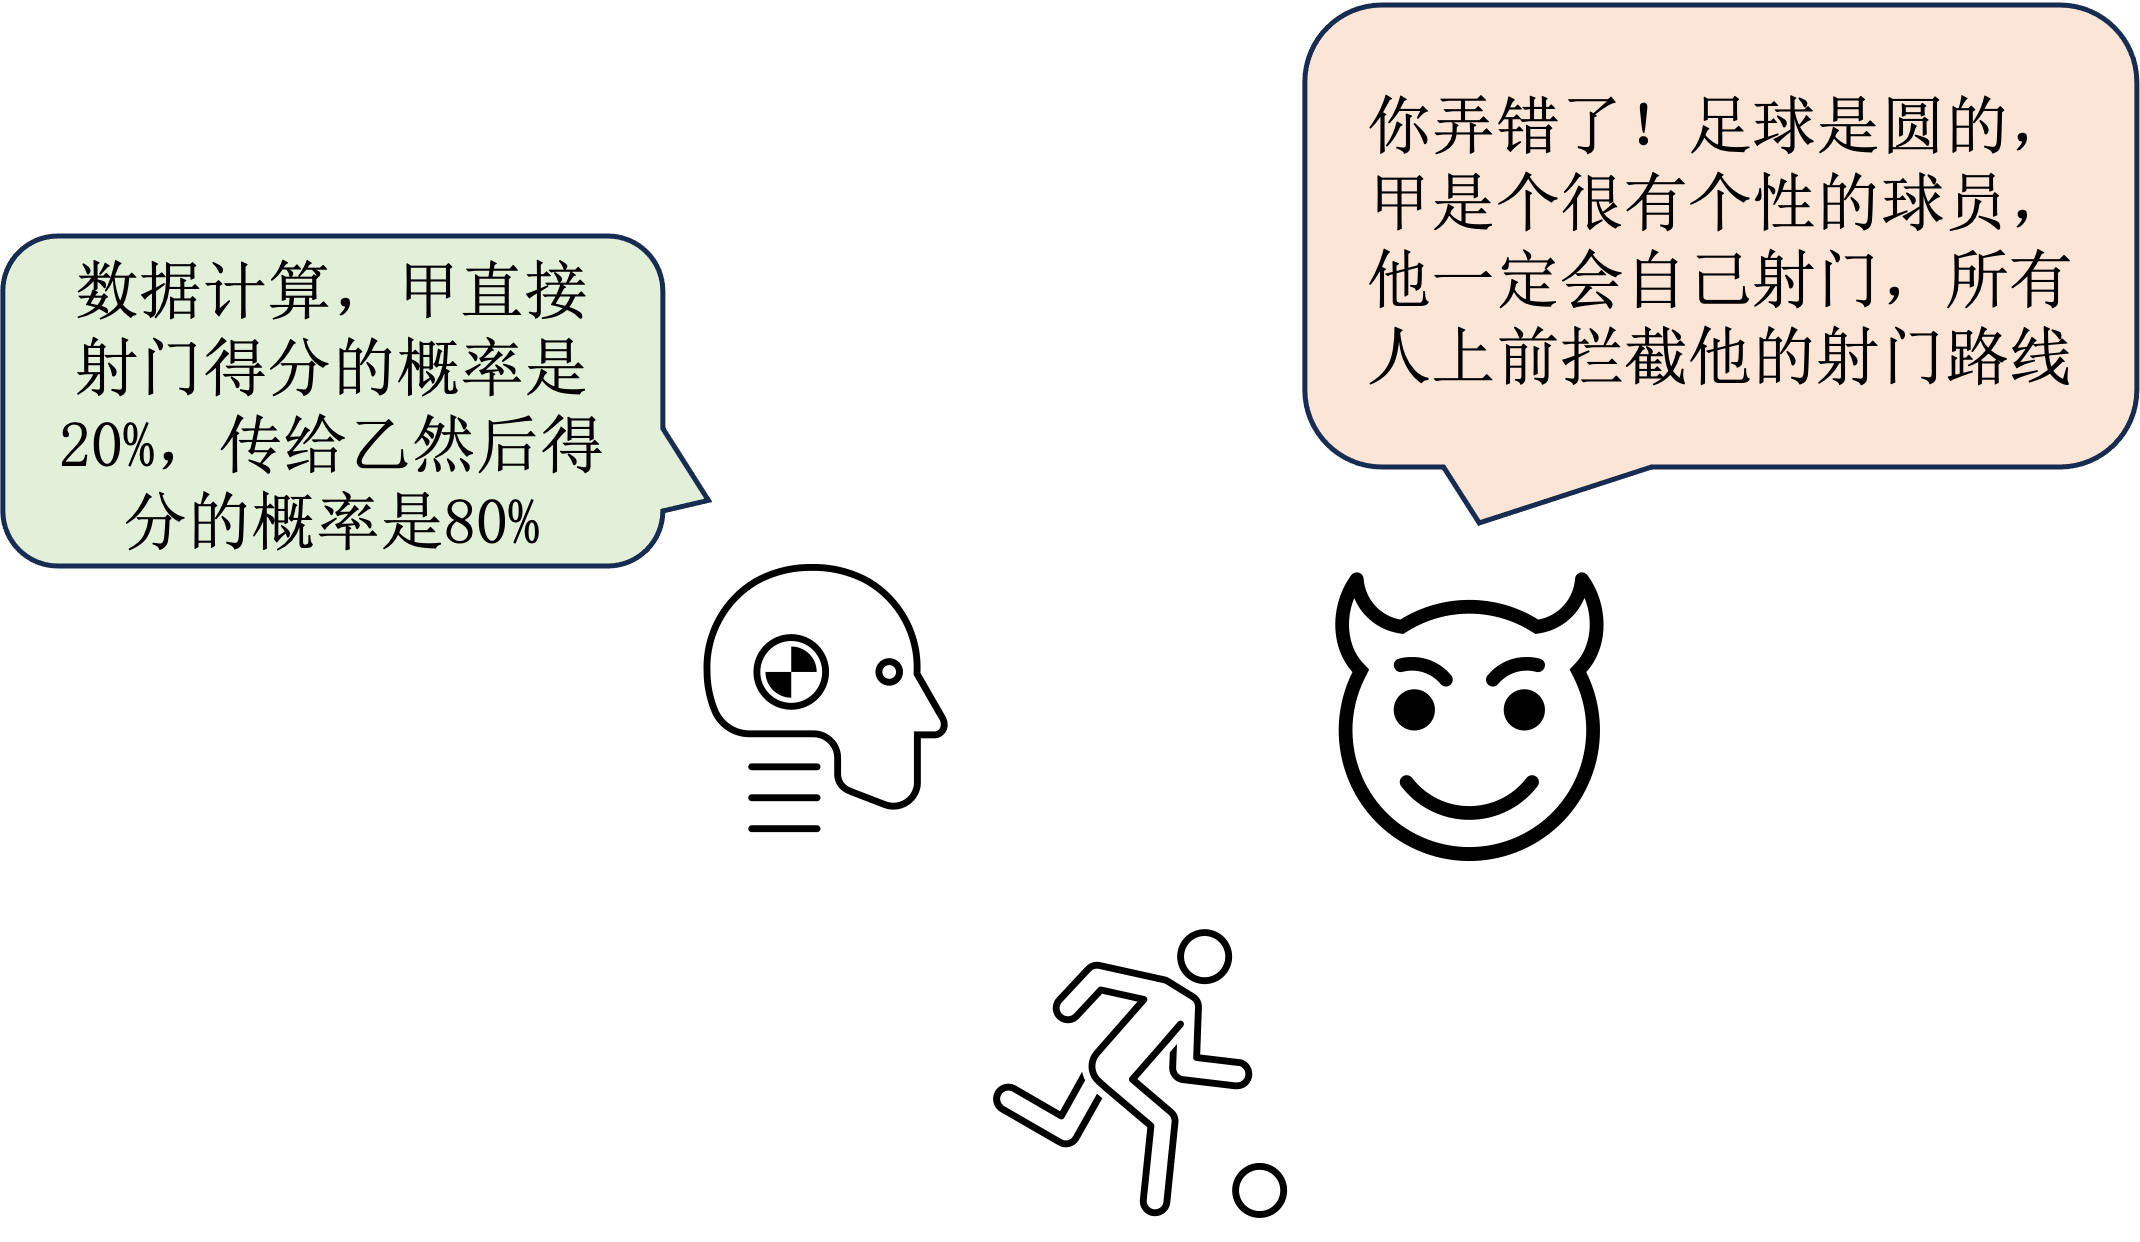 数据计算，甲直接
射门得分的概率是
20%，传给乙然后得
分的概率是80%
你弄错了！足球是圆的，
甲是个很有个性的球员，
他一定会自己射门，所有
人上前拦截他的射门路线